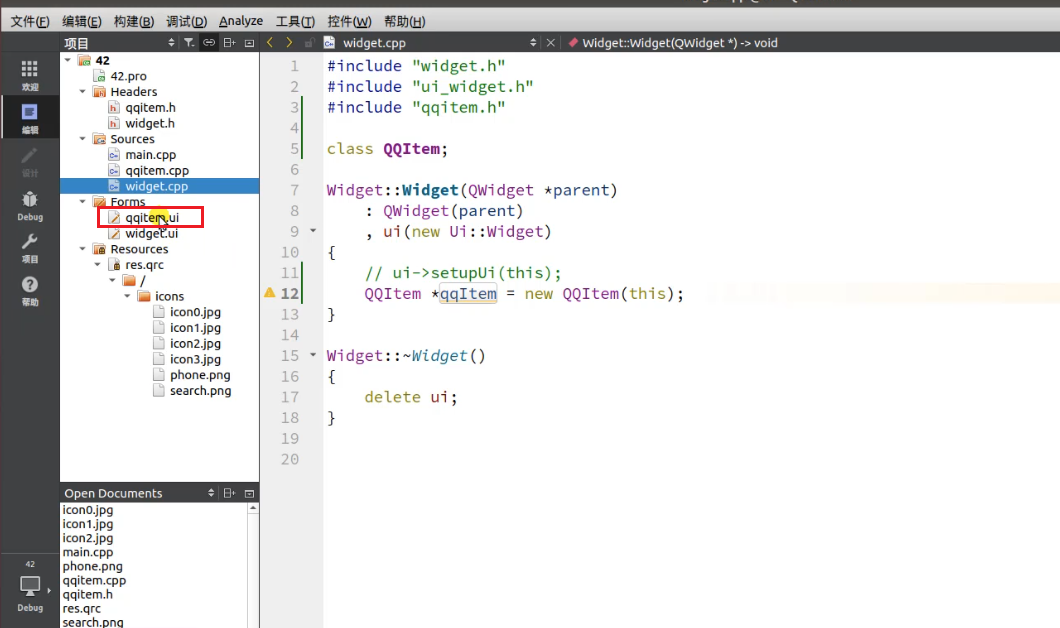 文件(F) 编辑(E) 构建(B) 调试(D) Analyze 工具(T) 控件(W) 帮助(H)
项目
widget.cpp
Widget::Widget(QWidget *) -> void
欢迎
编辑
设计
Debug
项目
帮助
42
Debug
42
42.pro
Headers
qqitem.h
widget.h
Sources
main.cpp
qqitem.cpp
widget.cpp
Forms
qqitem.ui
widget.ui
Resources
res.qrc
/
icons
icon0.jpg
icon1.jpg
icon2.jpg
icon3.jpg
phone.png
search.png
Open Documents
icon0.jpg
icon1.jpg
icon2.jpg
main.cpp
phone.png
qqitem.cpp
qqitem.h
res.qrc
search.png
1 #include "widget.h"
2 #include "ui_widget.h"
3 #include "qqitem.h"
4
5 class QQItem;
6
7 Widget::Widget(QWidget *parent)
8 : QWidget(parent)
9 , ui(new Ui::Widget)
10 {
11 // ui->setupUi(this);
12 QQItem *qqItem = new QQItem(this);
13 }
14
15 Widget::~Widget()
16 {
17 delete ui;
18 }
19
20